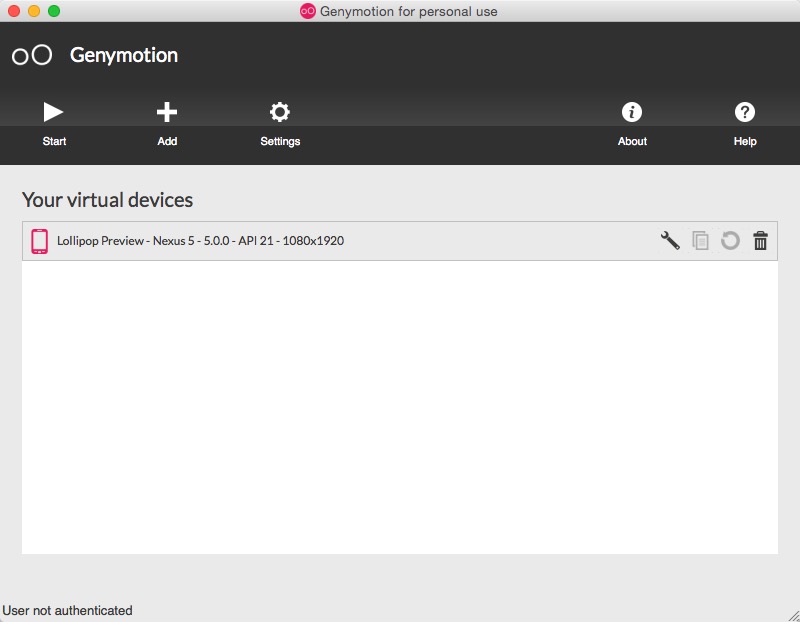 Genymotion for personal use
Genymotion
Start
Add
Settings
About
Help
Your virtual devices
Lollipop Preview - Nexus 5 - 5.0.0 - API 21 - 1080x1920
User not authenticated